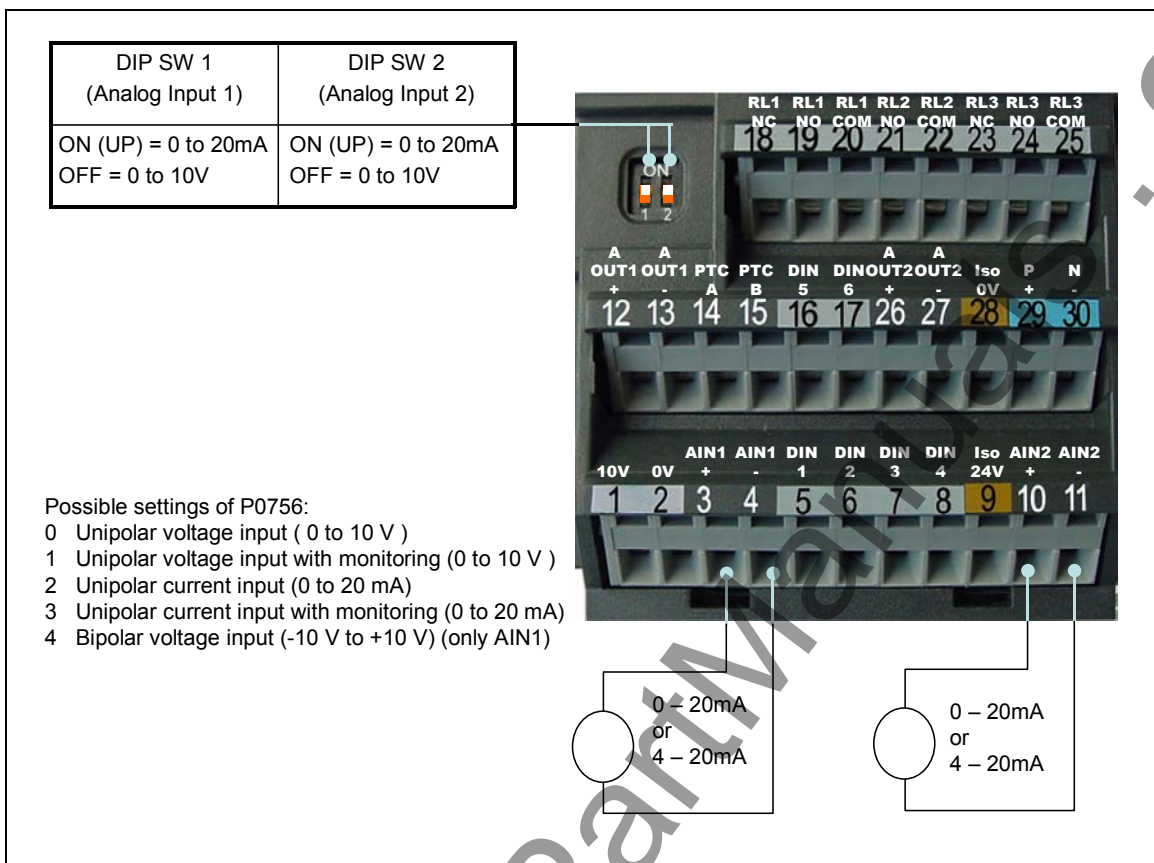 DIP SW 1
(Analog Input 1)
DIP SW 2
(Analog Input 2)
ON (UP) = 0 to 20mA
OFF = 0 to 10V
ON (UP) = 0 to 20mA
OFF = 0 to 10V
ON
1 2
RL1 RL1 RL1 RL2 RL2 RL3 RL3 RL3
NC NO COM NO COM NC NO COM
18 19 20 21 22 23 24 25
A A A A
OUT1 OUT1 PTC PTC DIN DIN OUT2 OUT2 Iso P N
+ - A B 5 6 + - 0V + -
12 13 14 15 16 17 26 27 28 29 30
AIN1 AIN1 DIN DIN DIN DIN Iso AIN2 AIN2
10V 0V + - 1 2 3 4 24V + -
1 2 3 4 5 6 7 8 9 10 11
Possible settings of P0756:
0 Unipolar voltage input ( 0 to 10 V )
1 Unipolar voltage input with monitoring (0 to 10 V )
2 Unipolar current input (0 to 20 mA)
3 Unipolar current input with monitoring (0 to 20 mA)
4 Bipolar voltage input (-10 V to +10 V) (only AIN1)
0 – 20mA
or
4 – 20mA
0 – 20mA
or
4 – 20mA
PartManuals